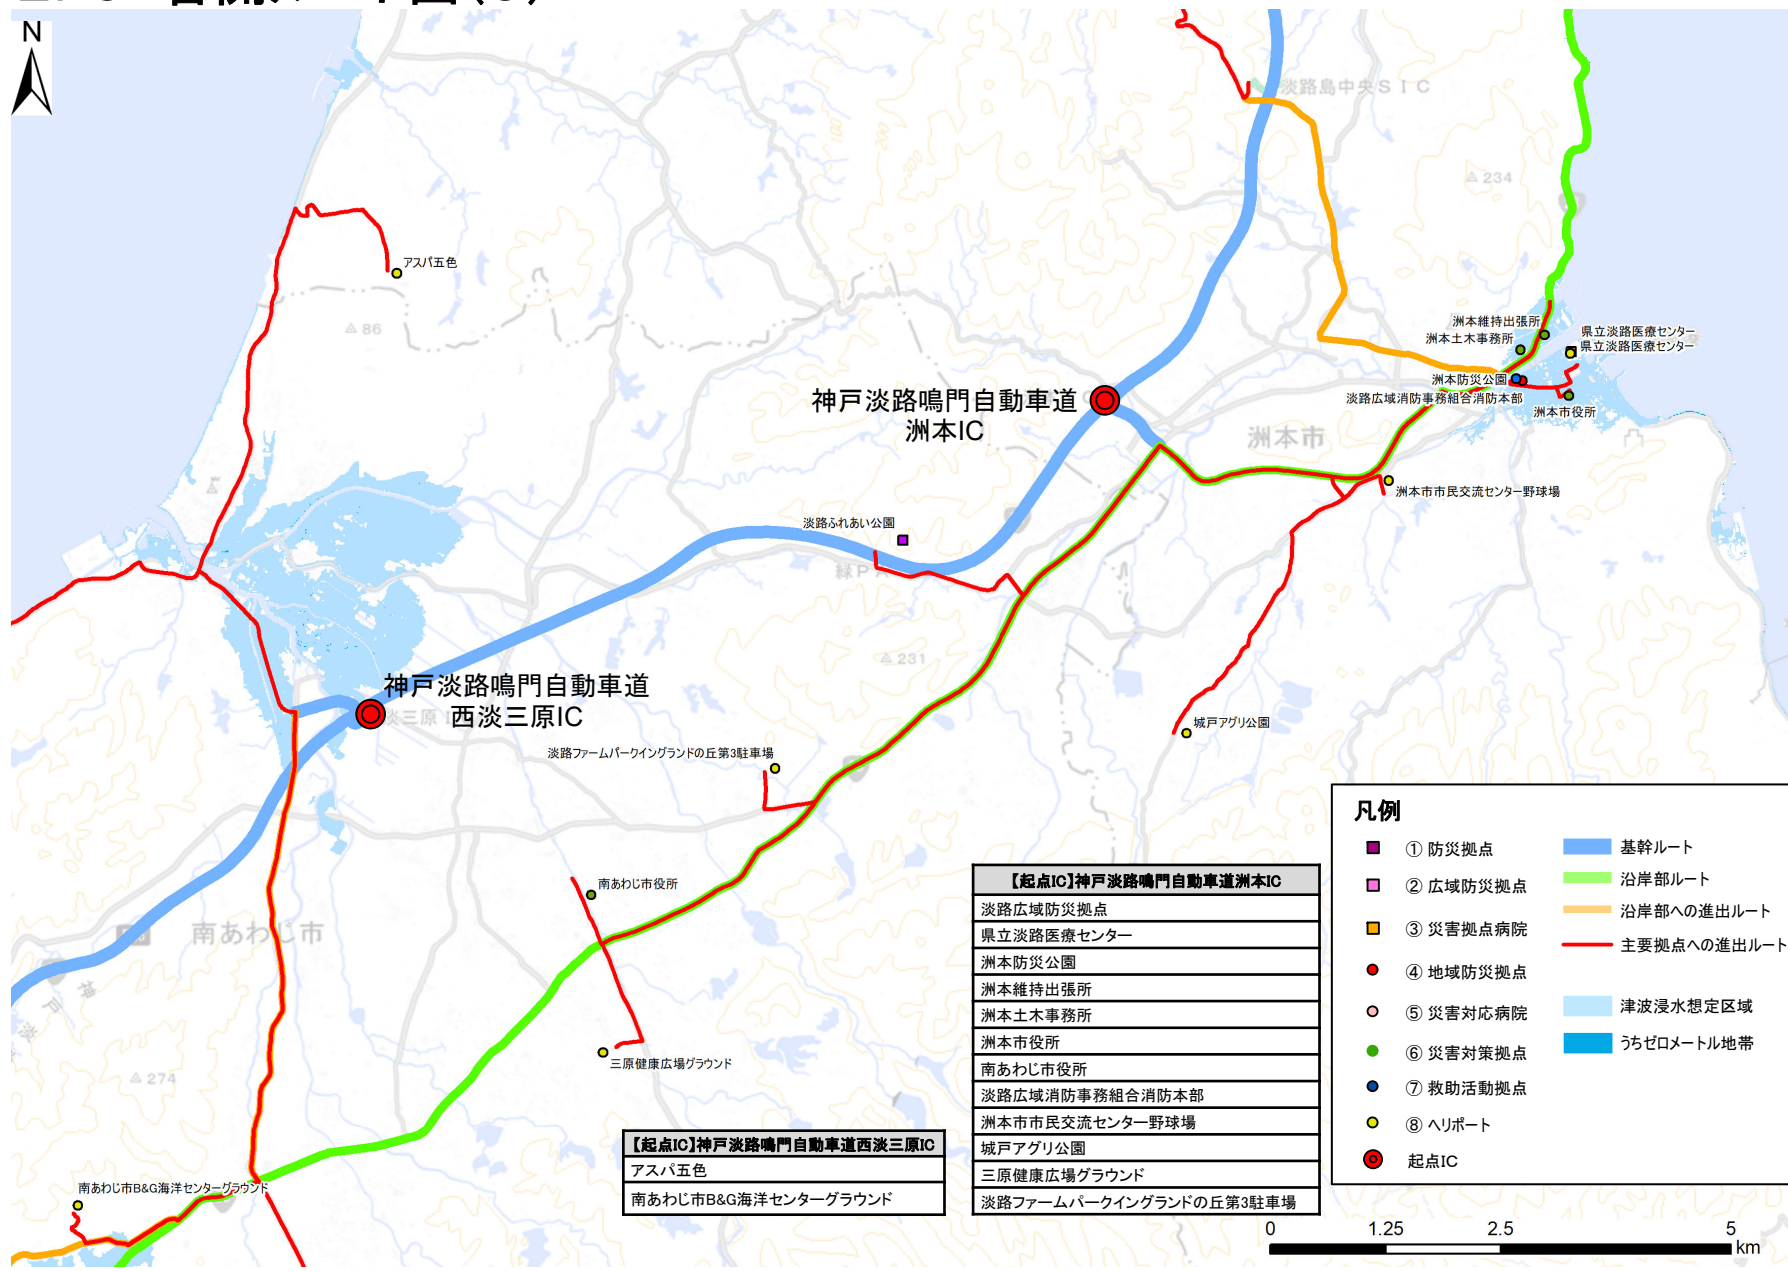 N
淡路島中央ＳＩＣ
100
200
300
234
アスパ五色
86
洲本維持出張所
洲本土木事務所
県立淡路医療センター
県立淡路医療センター
洲本防災公園
淡路広域消防事務組合消防本部
洲本市役所
神戸淡路鳴門自動車道
洲本IC
洲本市
洲本市市民交流センター野球場
淡路ふれあい公園
緑ＰＡ
231
神戸淡路鳴門自動車道
西淡三原IC
淡三原
城戸アグリ公園
淡路ファームパークイングランドの丘第3駐車場
南あわじ市役所
南あわじ市
神
戸
淡
274
三原健康広場グラウンド
南あわじ市B&G海洋センターグラウンド
【起点IC】神戸淡路鳴門自動車道西淡三原IC
アスパ五色
南あわじ市B&G海洋センターグラウンド
【起点IC】神戸淡路鳴門自動車道洲本IC
淡路広域防災拠点
県立淡路医療センター
洲本防災公園
洲本維持出張所
洲本土木事務所
洲本市役所
南あわじ市役所
淡路広域消防事務組合消防本部
洲本市市民交流センター野球場
城戸アグリ公園
三原健康広場グラウンド
淡路ファームパークイングランドの丘第3駐車場
凡例
① 防災拠点
② 広域防災拠点
③ 災害拠点病院
④ 地域防災拠点
⑤ 災害対応病院
⑥ 災害対策拠点
⑦ 救助活動拠点
⑧ ヘリポート
起点IC
基幹ルート
沿岸部ルート
沿岸部への進出ルート
主要拠点への進出ルート
津波浸水想定区域
うちゼロメートル地帯
0 1.25 2.5 5
km